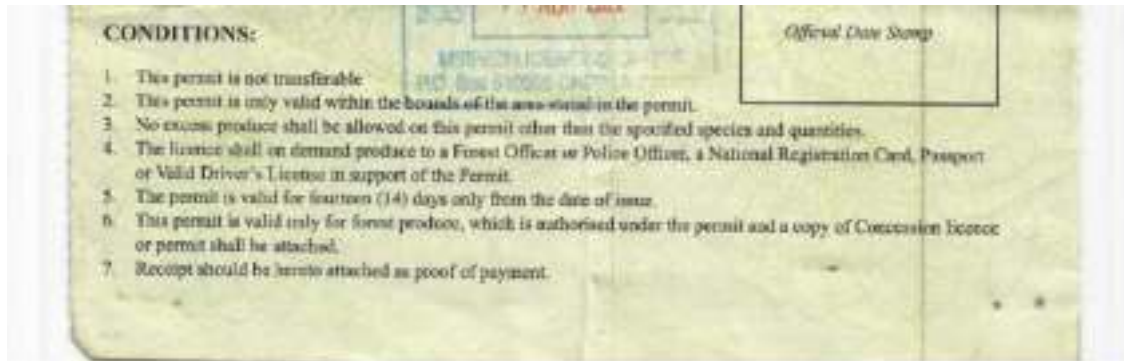 CONDITIONS:
Official Date Stamp
1. This permit is not transferable
2. This permit is only valid within the bounds of the area stated in the permit.
3. No excess produce shall be allowed on this permit other than the specified species and quantities.
4. The licence shall on demand produce to a Forest Officer or Police Officer, a National Registration Card, Passport
or Valid Driver's License in support of the Permit.
5. The permit is valid for fourteen (14) days only from the date of issue.
6. This permit is valid only for forest produce, which is authorised under the permit and a copy of Concession licence
or permit shall be attached.
7. Receipt should be hereto attached as proof of payment.